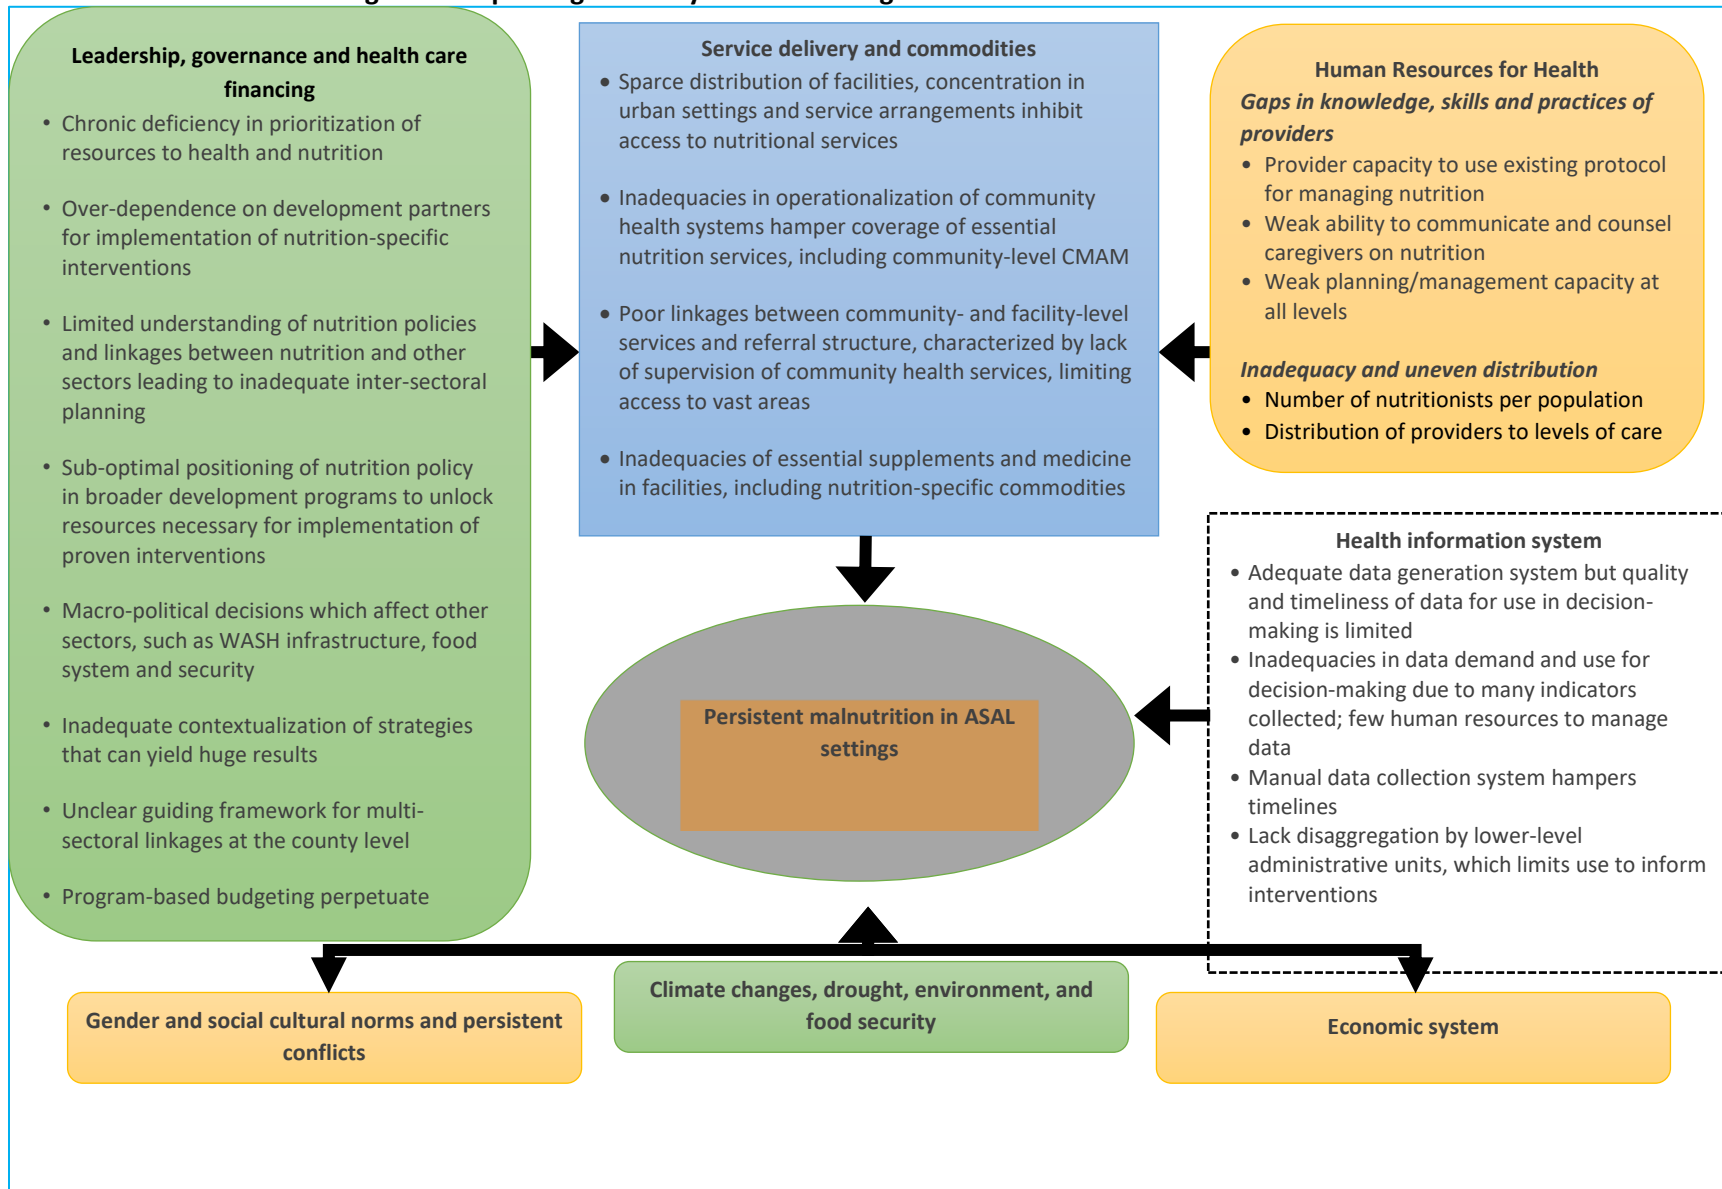 Leadership, governance and health care
financing
• Chronic deficiency in prioritization of
resources to health and nutrition
• Over-dependence on development partners
for implementation of nutrition-specific
interventions
• Limited understanding of nutrition policies
and linkages between nutrition and other
sectors leading to inadequate inter-sectoral
planning
• Sub-optimal positioning of nutrition policy
in broader development programs to unlock
resources necessary for implementation of
proven interventions
• Macro-political decisions which affect other
sectors, such as WASH infrastructure, food
system and security
• Inadequate contextualization of strategies
that can yield huge results
• Unclear guiding framework for multi-
sectoral linkages at the county level
• Program-based budgeting perpetuate
Service delivery and commodities
• Sparce distribution of facilities, concentration in
urban settings and service arrangements inhibit
access to nutritional services
• Inadequacies in operationalization of community
health systems hamper coverage of essential
nutrition services, including community-level CMAM
• Poor linkages between community- and facility-level
services and referral structure, characterized by lack
of supervision of community health services, limiting
access to vast areas
• Inadequacies of essential supplements and medicine
in facilities, including nutrition-specific commodities
Human Resources for Health
Gaps in knowledge, skills and practices of
providers
• Provider capacity to use existing protocol
for managing nutrition
• Weak ability to communicate and counsel
caregivers on nutrition
• Weak planning/management capacity at
all levels
Inadequacy and uneven distribution
• Number of nutritionists per population
• Distribution of providers to levels of care
Health information system
• Adequate data generation system but quality
and timeliness of data for use in decision-
making is limited
• Inadequacies in data demand and use for
decision-making due to many indicators
collected; few human resources to manage
data
• Manual data collection system hampers
timelines
• Lack disaggregation by lower-level
administrative units, which limits use to inform
interventions
Persistent malnutrition in ASAL
settings
Gender and social cultural norms and persistent
conflicts
Climate changes, drought, environment, and
food security
Economic system